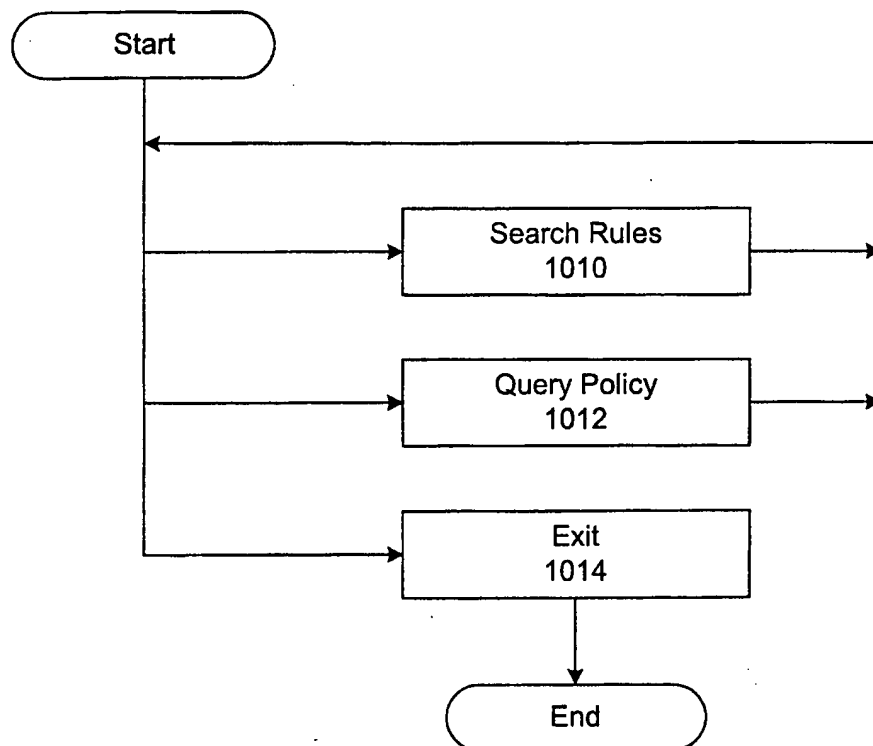 Start
Search Rules
1010
Query Policy
1012
Exit
1014
End